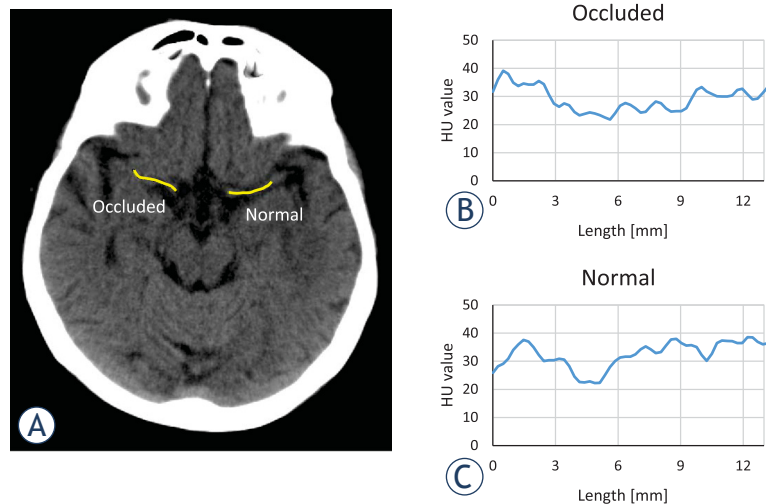 Occluded
Normal
A
Occluded
HU value
50
40
30
20
10
0
0 3 6 9 12
Length [mm]
B
Normal
HU value
50
40
30
20
10
0
0 3 6 9 12
Length [mm]
C